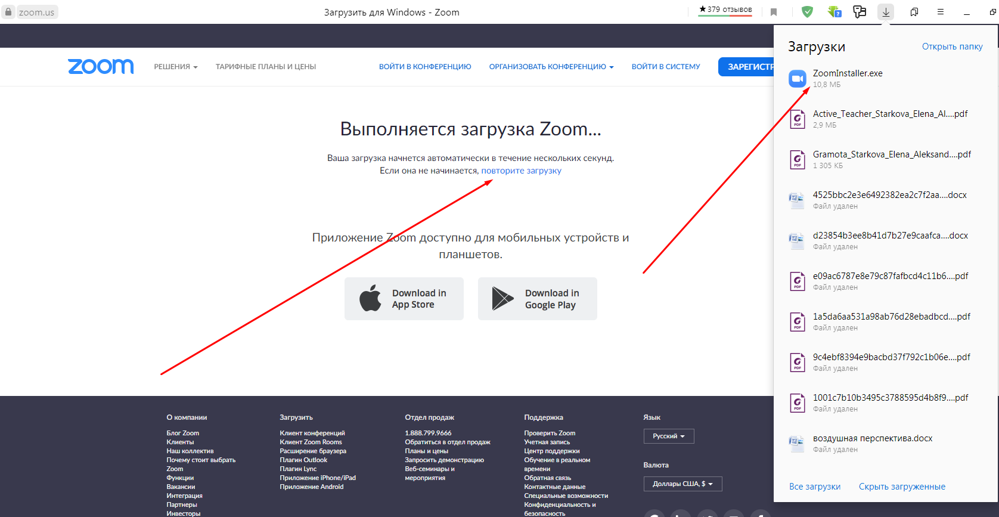 zoom.us
Загрузить для Windows - Zoom
★379 отзывов
zoom
РЕШЕНИЯ
ТАРИФНЫЕ ПЛАНЫ И ЦЕНЫ
ВОЙТИ В КОНФЕРЕНЦИЮ
ОРГАНИЗОВАТЬ КОНФЕРЕНЦИЮ
ВОЙТИ В СИСТЕМУ
ЗАРЕГИСТР
Выполняется загрузка Zoom...
Ваша загрузка начнется автоматически в течение нескольких секунд.
Если она не начинается, повторите загрузку
Приложение Zoom доступно для мобильных устройств и
планшетов.
Download in
App Store
Download in
Google Play
Загрузки
Открыть папку
ZoomInstaller.exe
10,8 МБ
Active_Teacher_Starkova_Elena_Al....pdf
2,9 МБ
Gramota_Starkova_Elena_Aleksand....pdf
1 305 КБ
4525bbc2e3e6492382ea2c7f2aa....docx
Файл удален
d23854b3ee8b41d7b27e9caafca....docx
Файл удален
e09ac6787e8e79c87fafbcd4c11b6....pdf
Файл удален
1a5da6aa531a98ab76d28ebadbcd....pdf
Файл удален
9c4ebf8394e9bacbd37f792c1b06e....pdf
Файл удален
1001c7b10b3495c3788595d4b8f9....pdf
Файл удален
воздушная перспектива.docx
Файл удален
Все загрузки
Скрыть загруженные
О компании
Блог Zoom
Клиенты
Наш коллектив
Почему стоит выбрать
Zoom
Функции
Вакансии
Интеграция
Партнеры
Инвесторы
Загрузить
Клиент конференций
Клиент Zoom Rooms
Расширение браузера
Плагин Outlook
Плагин Lync
Приложение iPhone/iPad
Приложение Android
Отдел продаж
1.888.799.9666
Обратиться в отдел продаж
Планы и цены
Запросить демонстрацию
Веб-семинары и
мероприятия
Поддержка
Проверить Zoom
Учетная запись
Центр поддержки
Обучение в реальном
времени
Обратная связь
Контактные данные
Специальные возможности
Конфиденциальность и
безопасность
Язык
Русский
Валюта
Доллары США, $